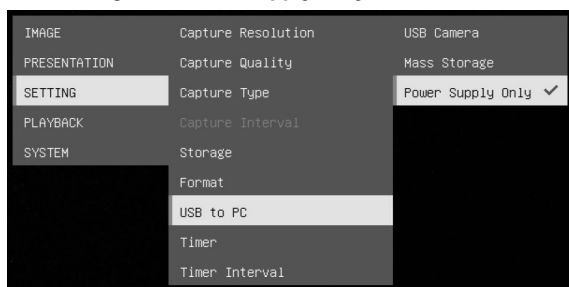 IMAGE
PRESENTATION
SETTING
PLAYBACK
SYSTEM
Capture Resolution
Capture Quality
Capture Type
Capture Interval
Storage
Format
USB to PC
Timer
Timer Interval
USB Camera
Mass Storage
Power Supply Only